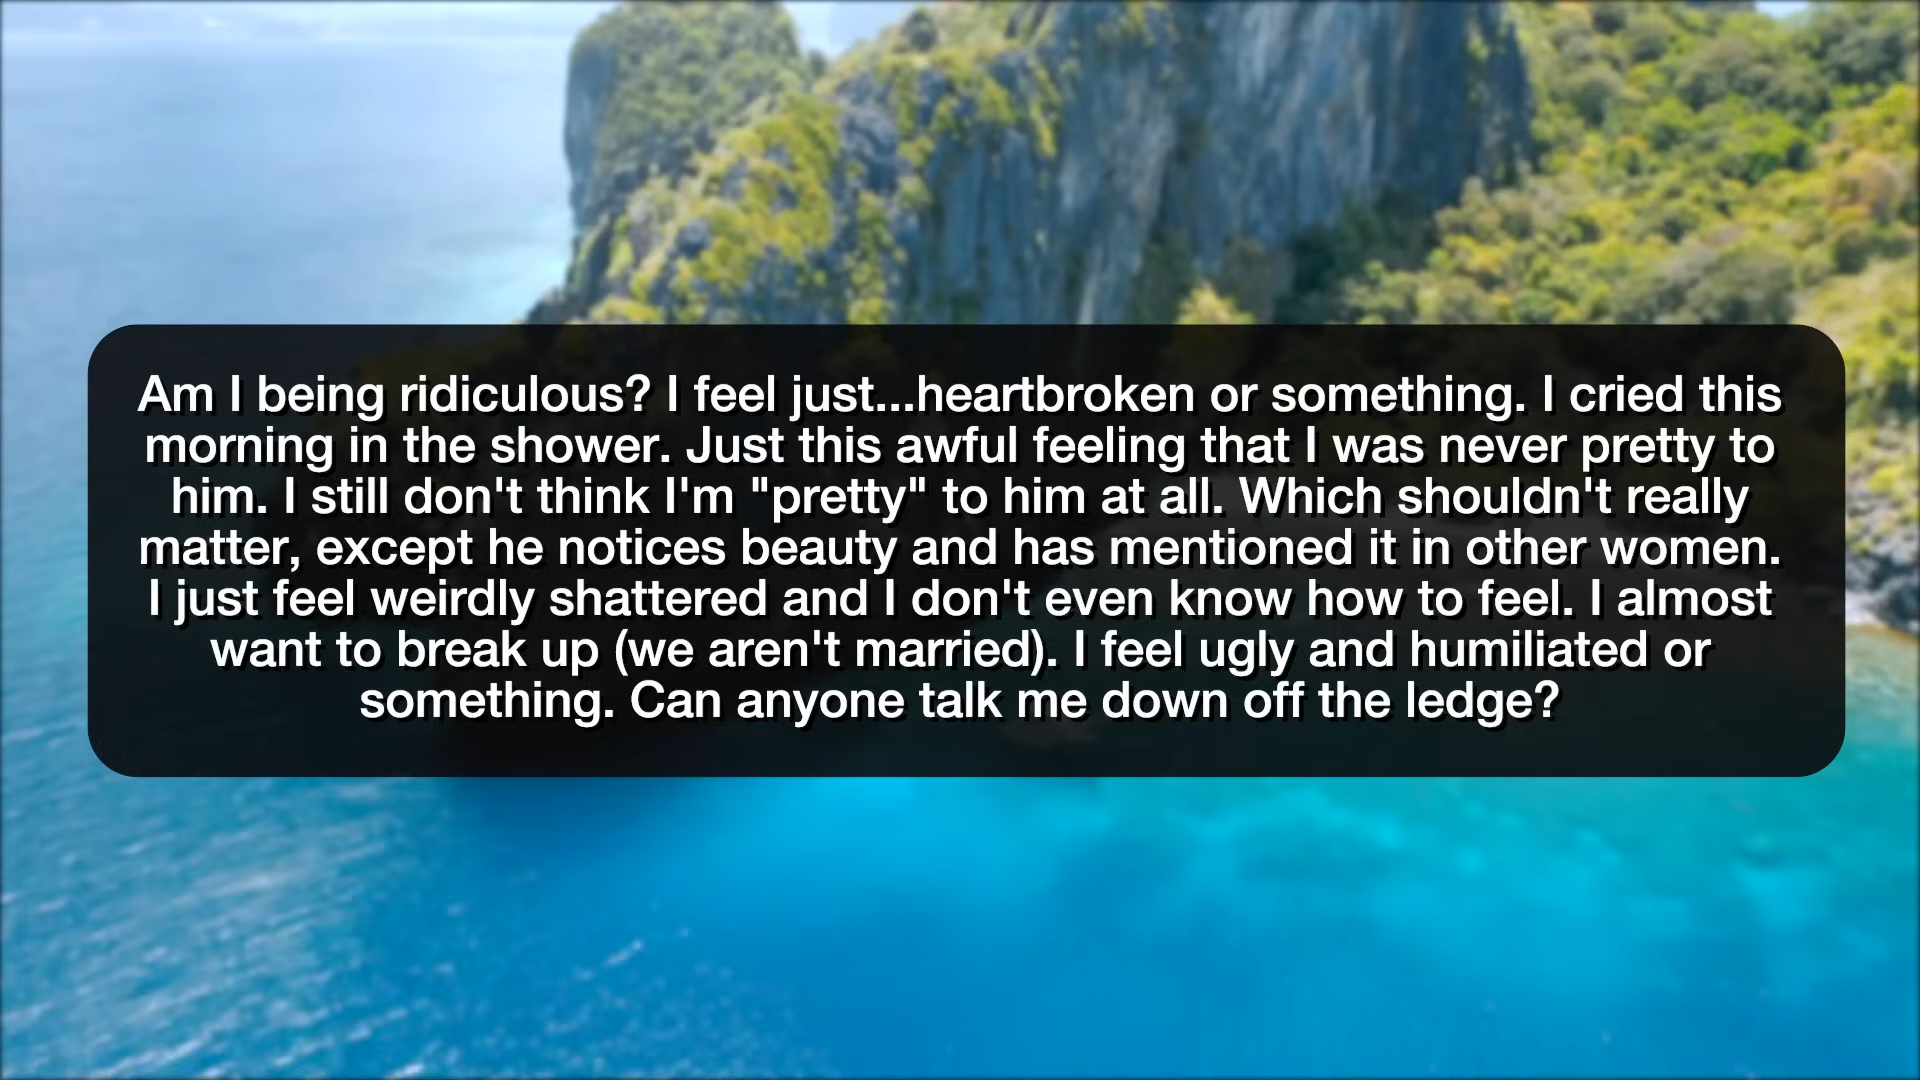 Am I being ridiculous? I feel just...heartbroken or something. I cried this
morning in the shower. Just this awful feeling that I was never pretty to
him. I still don't think I'm "pretty" to him at all. Which shouldn't really
matter, except he notices beauty and has mentioned it in other women.
I just feel weirdly shattered and I don't even know how to feel. I almost
want to break up (we aren't married). I feel ugly and humiliated or
something. Can anyone talk me down off the ledge?